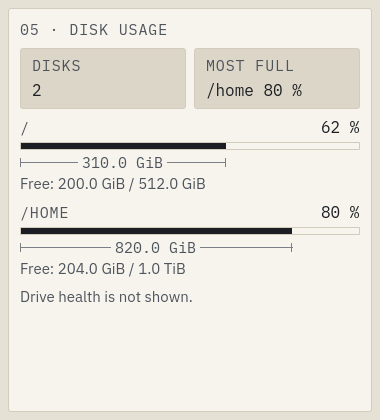 05 · DISK USAGE
DISKS
2
MOST FULL
/home 80 %
/
62 %
310.0 GiB
Free: 200.0 GiB / 512.0 GiB
/HOME
80 %
820.0 GiB
Free: 204.0 GiB / 1.0 TiB
Drive health is not shown.